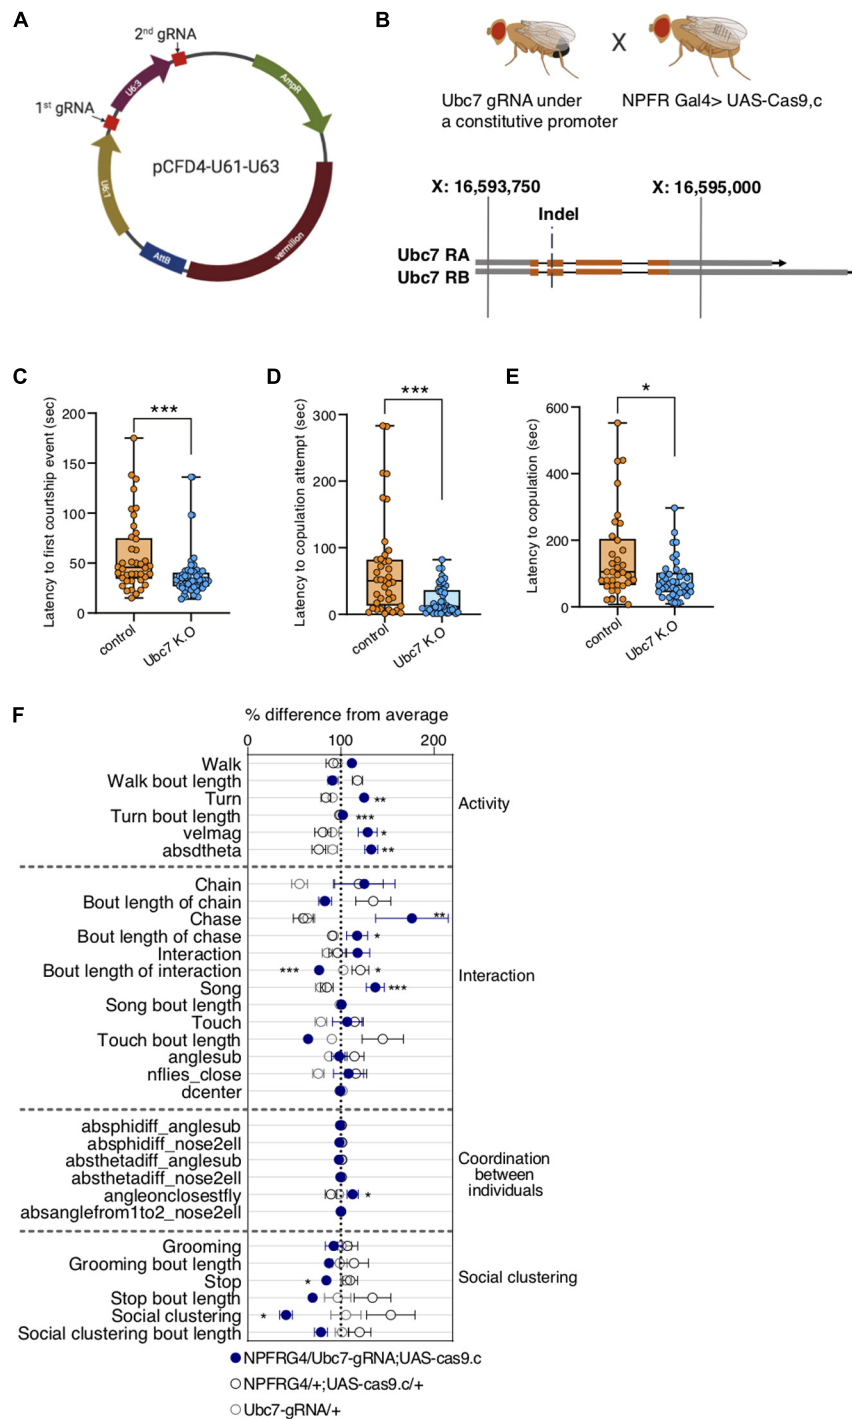 A
2nd gRNA
AmpR
U6:3
1st gRNA
pCFD4-U61-U63
U6:1
vermilion
AttB
B
X
Ubc7 gRNA under
a constitutive promoter
NPFR Gal4> UAS-Cas9,c
X: 16,593,750
X: 16,595,000
Indel
Ubc7 RA
Ubc7 RB
C
***
Latency to first courtship event (sec)
200
150
100
50
0
control
Ubc7 K.O
D
***
Latency to copulation attempt (sec)
300
200
100
0
control
Ubc7 K.O
E
*
Latency to copulation (sec)
600
400
200
0
control
Ubc7 K.O
F
% difference from average
0 100 200
Walk
Walk bout length
Turn **
Turn bout length ***
velmag *
absdtheta **
Activity
Chain
Bout length of chain
Chase **
Bout length of chase *
Interaction
Bout length of interaction *** *
Song ***
Song bout length
Touch
Touch bout length
anglesub
nflies_close
dcenter
Interaction
absphidiff_anglesub
absphidiff_nose2ell
absthetadiff_anglesub
absthetadiff_nose2ell
angleonclosestfly *
absanglefrom1to2_nose2ell
Coordination
between
individuals
Grooming
Grooming bout length
Stop *
Stop bout length
Social clustering *
Social clustering bout length
Social clustering
NPFRG4/Ubc7-gRNA;UAS-cas9.c
NPFRG4/+;UAS-cas9.c/+
Ubc7-gRNA/+